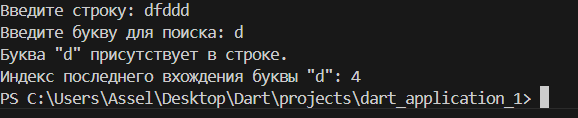 Введите строку: dfddd
Введите букву для поиска: d
Буква "d" присутствует в строке.
Индекс последнего вхождения буквы "d": 4
PS C:\Users\Assel\Desktop\Dart\projects\dart_application_1>